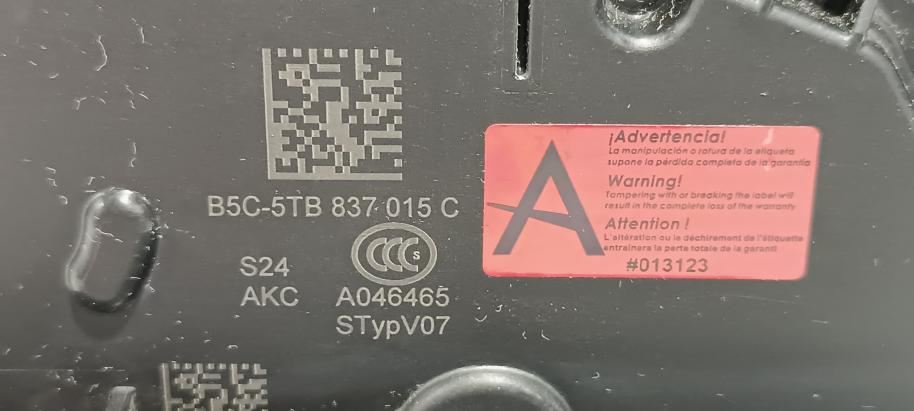 B5C-5TB 837 015 C
CCC S
S24
AKC A046465
STypV07
A
¡Advertencia!
La manipulación o rotura de la etiqueta
supone la pérdida completa de la garantía
Warning!
Tampering with or breaking the label will
result in the complete loss of the warranty
Attention !
L'altération ou le déchirement de l'étiquette
entraînera la perte totale de la garanti
#013123